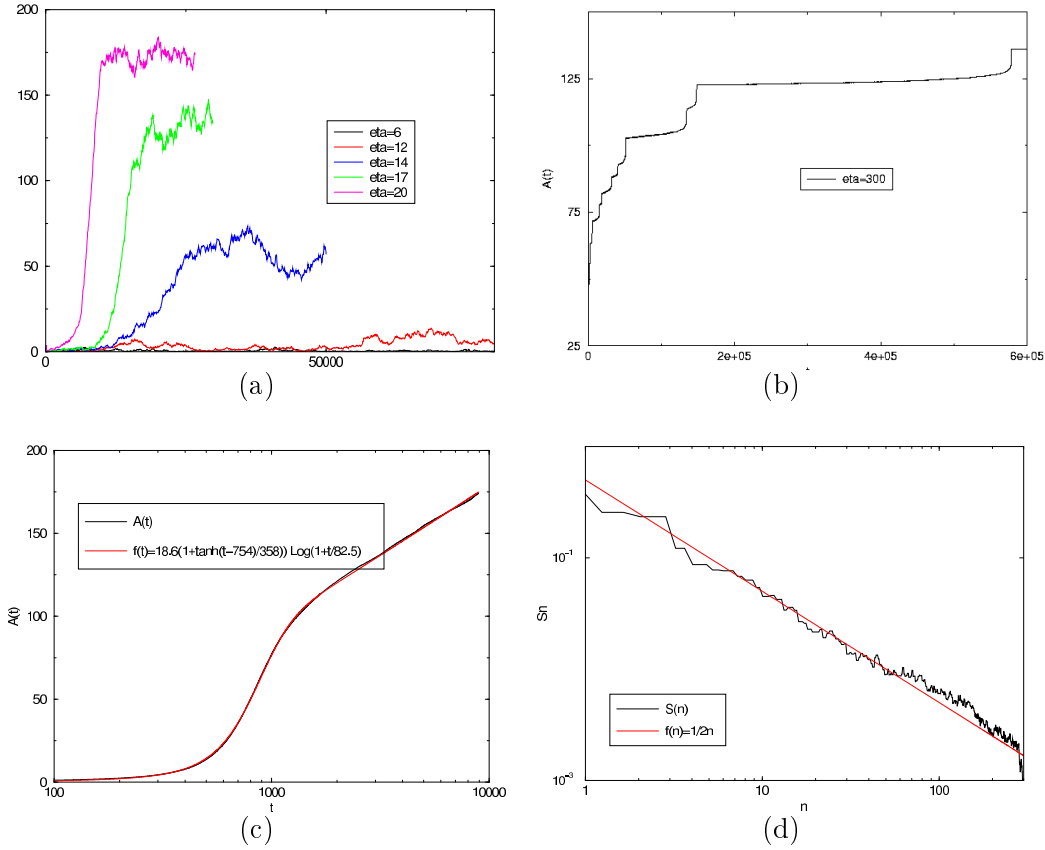 200
150
100
50
0
0
50000
eta=6
eta=12
eta=14
eta=17
eta=20
(a)
A(t)
125
75
25
0
2e+05
4e+05
6e+05
eta=300
(b)
A(t)
200
150
100
50
0
100
1000
10000
t
A(t)
f(t)=18.6(1+tanh(t−754)/358)) Log(1+t/82.5)
(c)
Sn
10⁻¹
10⁻³
1
10
100
n
S(n)
f(n)=1/2n
(d)